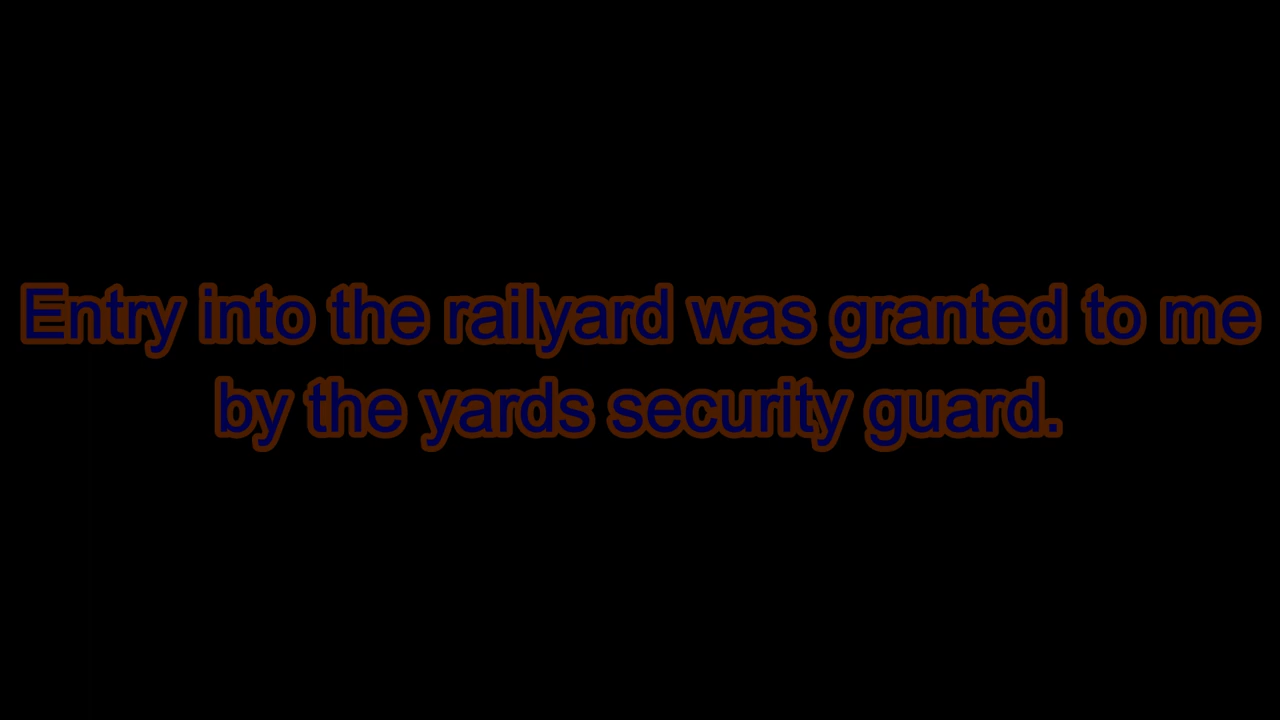 Entry into the railyard was granted to me
by the yards security guard.